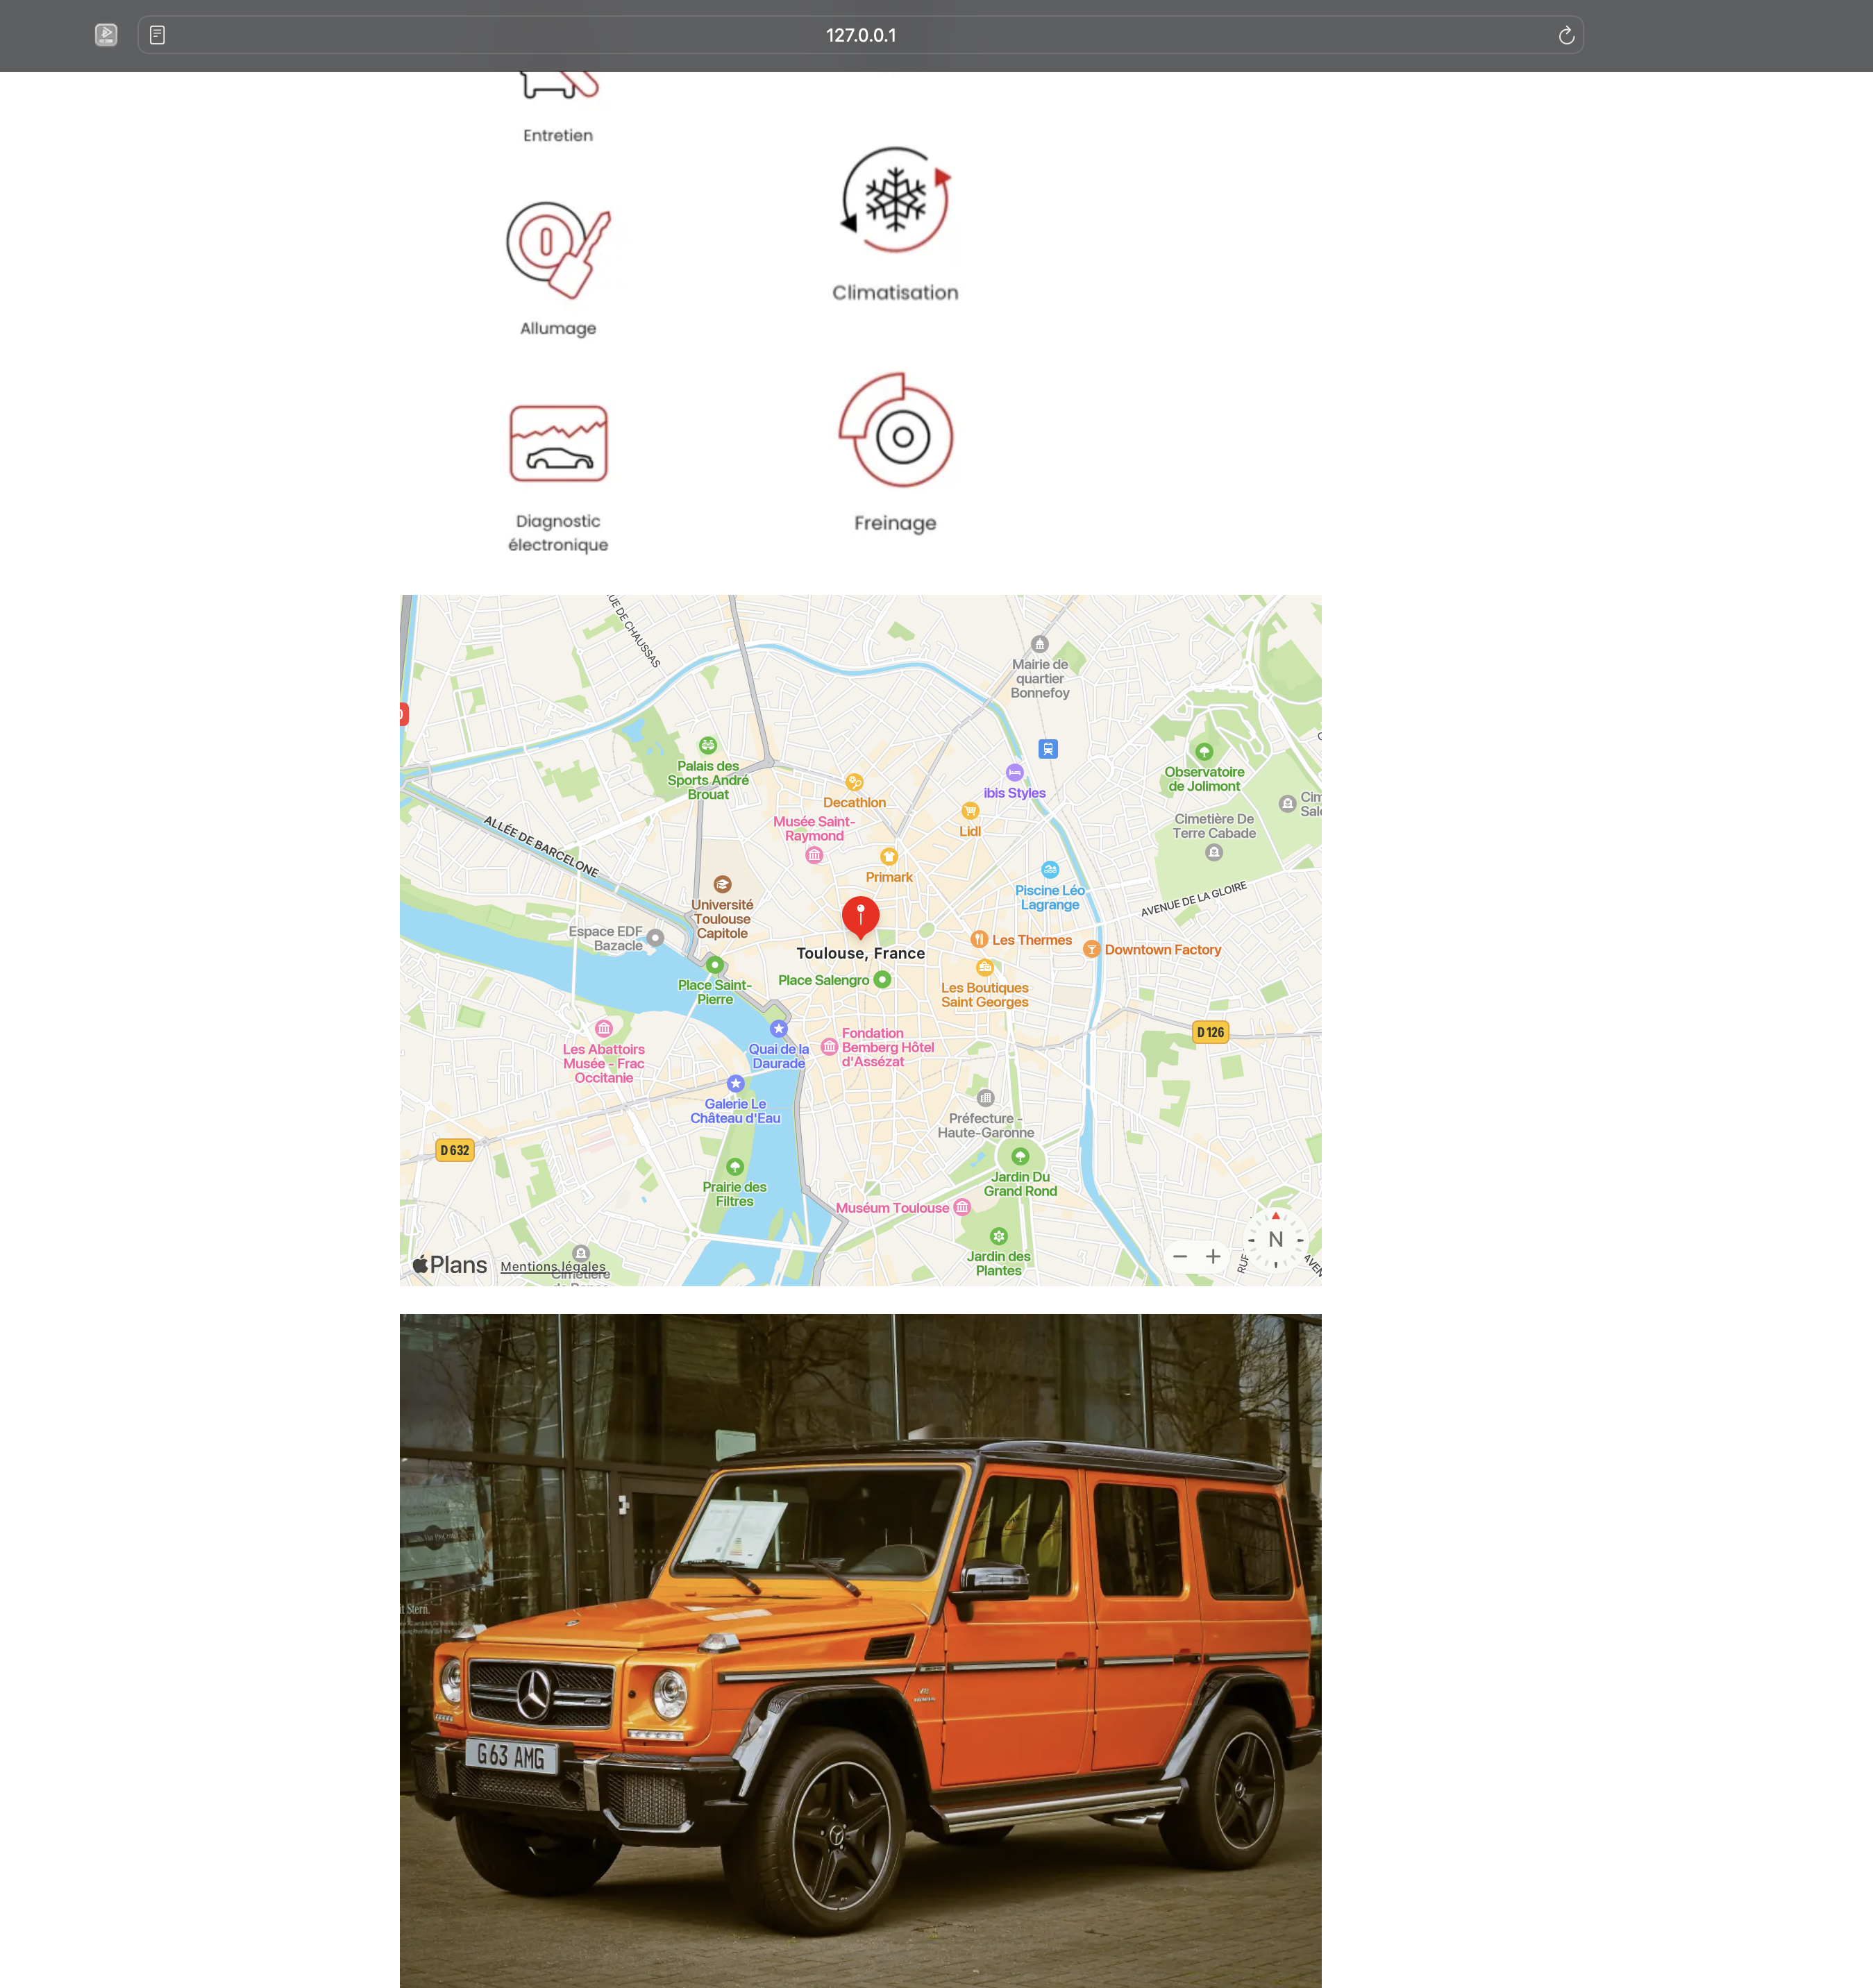 127.0.0.1
Entretien
Climatisation
Allumage
Freinage
Diagnostic
électronique
Mairie de
quartier
Bonnefoy
Palais des
Sports André
Brouat
Observatoire
de Jolimont
ibis Styles
Decathlon
Cim
Sale
Musée Saint-
Raymond
Lidl
Cimetière De
Terre Cabade
ALLÉE DE BARCELONE
Primark
Piscine Léo
Lagrange
AVENUE DE LA GLOIRE
Université
Toulouse
Capitole
Espace EDF
Bazacle
Les Thermes
Downtown Factory
Toulouse, France
Place Salengro
Place Saint-
Pierre
Les Boutiques
Saint Georges
D 126
Les Abattoirs
Musée - Frac
Occitanie
Quai de la
Daurade
Fondation
Bemberg Hôtel
d'Assézat
Galerie Le
Château d'Eau
Préfecture -
Haute-Garonne
D 632
Prairie des
Filtres
Jardin Du
Grand Rond
Muséum Toulouse
N
Jardin des
Plantes
Plans
Mentions légales
Cimetière
RUE
AVEN
it Stern.
G63 AMG